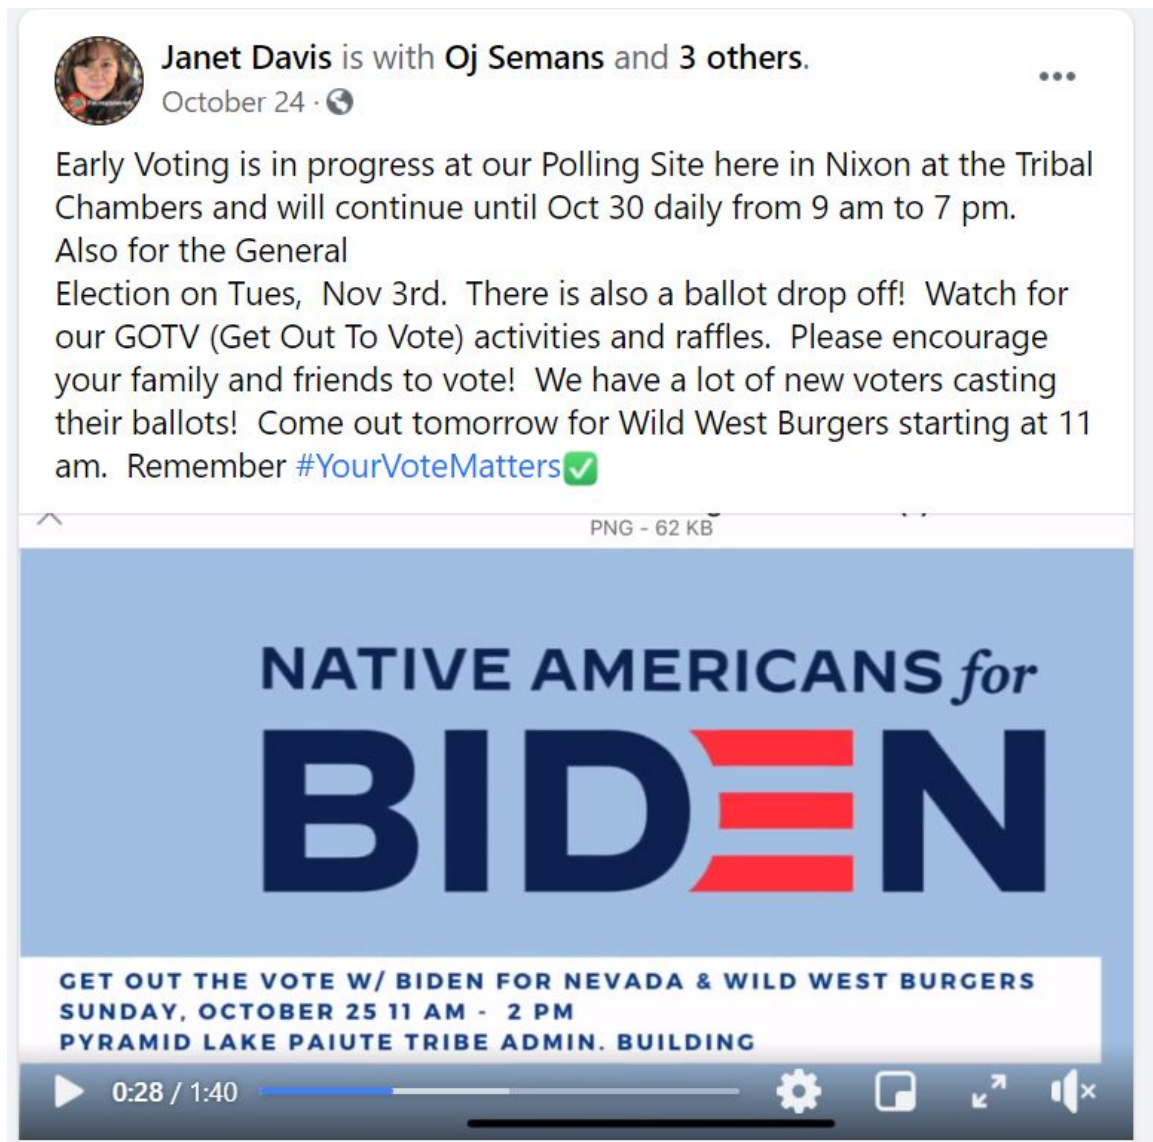 Janet Davis is with Oj Semans and 3 others.
October 24 ·
Early Voting is in progress at our Polling Site here in Nixon at the Tribal
Chambers and will continue until Oct 30 daily from 9 am to 7 pm.
Also for the General
Election on Tues,  Nov 3rd.  There is also a ballot drop off!  Watch for
our GOTV (Get Out To Vote) activities and raffles.  Please encourage
your family and friends to vote!  We have a lot of new voters casting
their ballots!  Come out tomorrow for Wild West Burgers starting at 11
am.  Remember #YourVoteMatters✅
PNG - 62 KB
NATIVE AMERICANS for
BIDEN
GET OUT THE VOTE W/ BIDEN FOR NEVADA & WILD WEST BURGERS
SUNDAY, OCTOBER 25 11 AM - 2 PM
PYRAMID LAKE PAIUTE TRIBE ADMIN. BUILDING
0:28 / 1:40